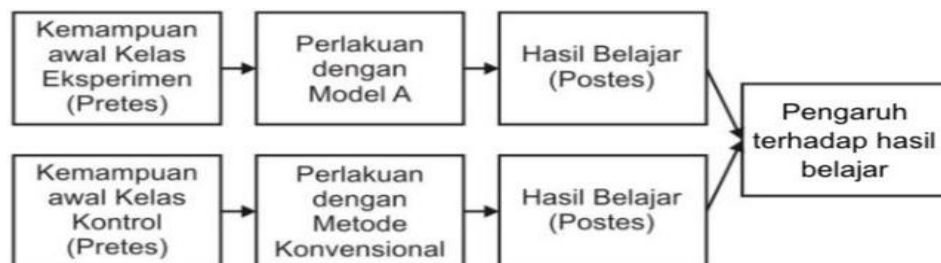 Kemampuan
awal Kelas
Eksperimen
(Pretes)
Perlakuan
dengan
Model A
Hasil Belajar
(Postes)
Kemampuan
awal Kelas
Kontrol
(Pretes)
Perlakuan
dengan
Metode
Konvensional
Hasil Belajar
(Postes)
Pengaruh
terhadap hasil
belajar